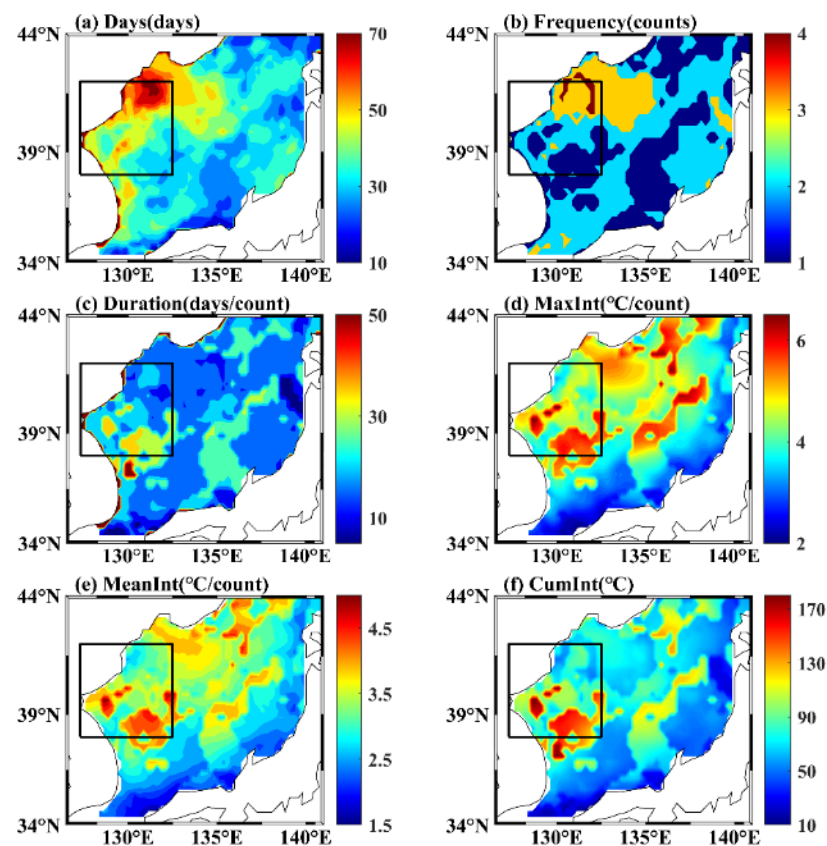 (a) Days(days)
44°N
39°N
34°N
130°E 135°E 140°E
70
50
30
10
(b) Frequency(counts)
44°N
39°N
34°N
130°E 135°E 140°E
4
3
2
1
(c) Duration(days/count)
44°N
39°N
34°N
130°E 135°E 140°E
50
30
10
(d) MaxInt(°C/count)
44°N
39°N
34°N
130°E 135°E 140°E
6
4
2
(e) MeanInt(°C/count)
44°N
39°N
34°N
130°E 135°E 140°E
4.5
3.5
2.5
1.5
(f) CumInt(°C)
44°N
39°N
34°N
130°E 135°E 140°E
170
130
90
50
10